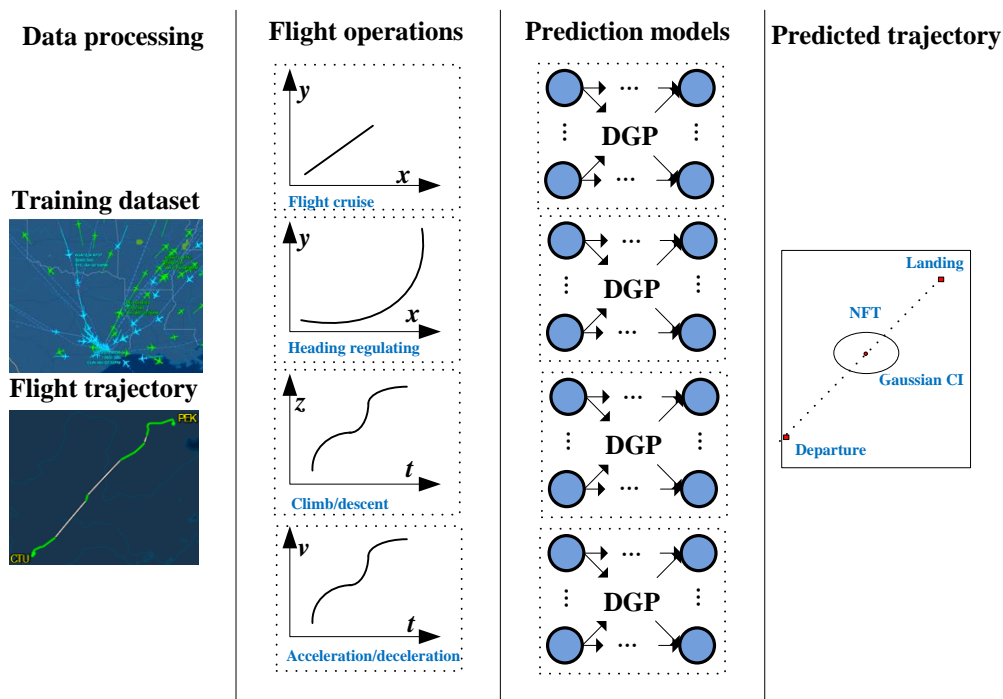 Data processing
Training dataset
Flight trajectory
PEK
CTU
Flight operations
y
x
Flight cruise
y
x
Heading regulating
z
t
Climb/descent
v
t
Acceleration/deceleration
Prediction models
...
DGP
...
...
DGP
...
...
DGP
...
...
DGP
...
Predicted trajectory
Landing
NFT
Gaussian CI
Departure